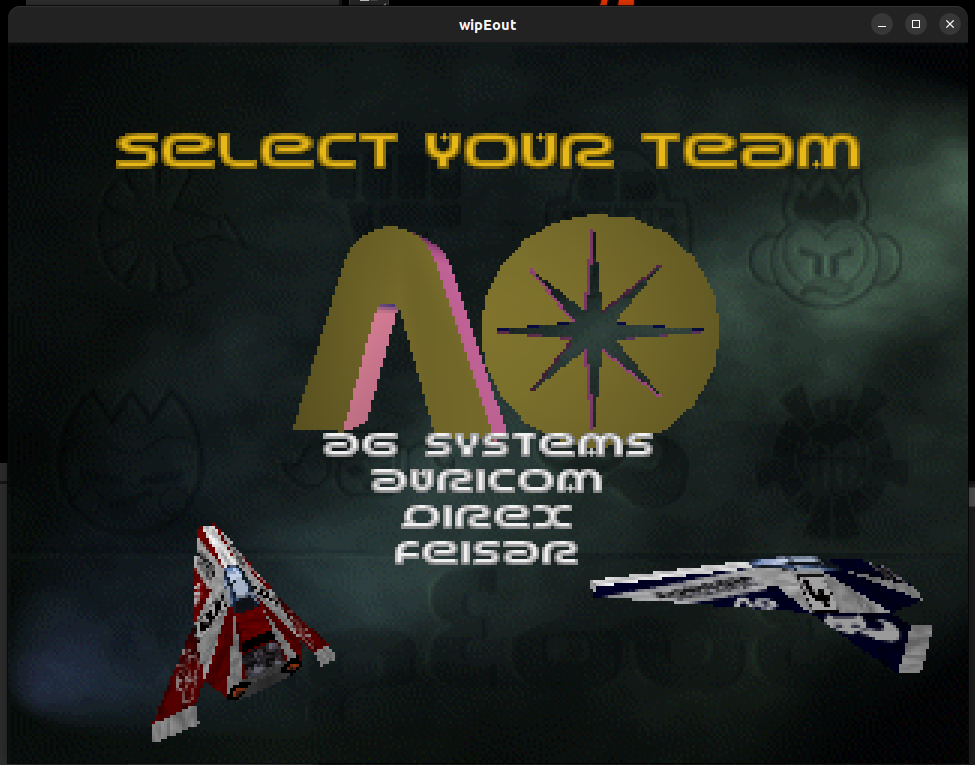 wipEout
SELECT YOUR TEAM
AG SYSTEMS
AURICOM
QIREX
FEISAR